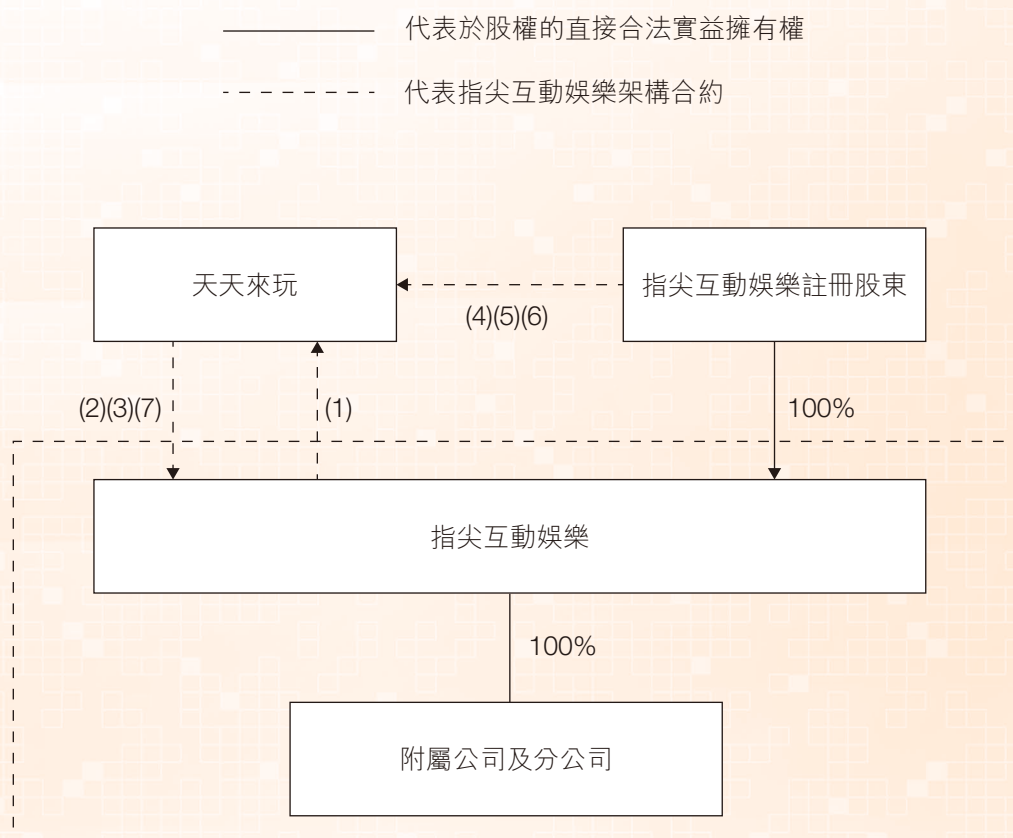 代表於股權的直接合法實益擁有權
代表指尖互動娛樂架構合約
天天來玩
指尖互動娛樂註冊股東
(4)(5)(6)
(2)(3)(7)
(1)
100%
指尖互動娛樂
100%
附屬公司及分公司